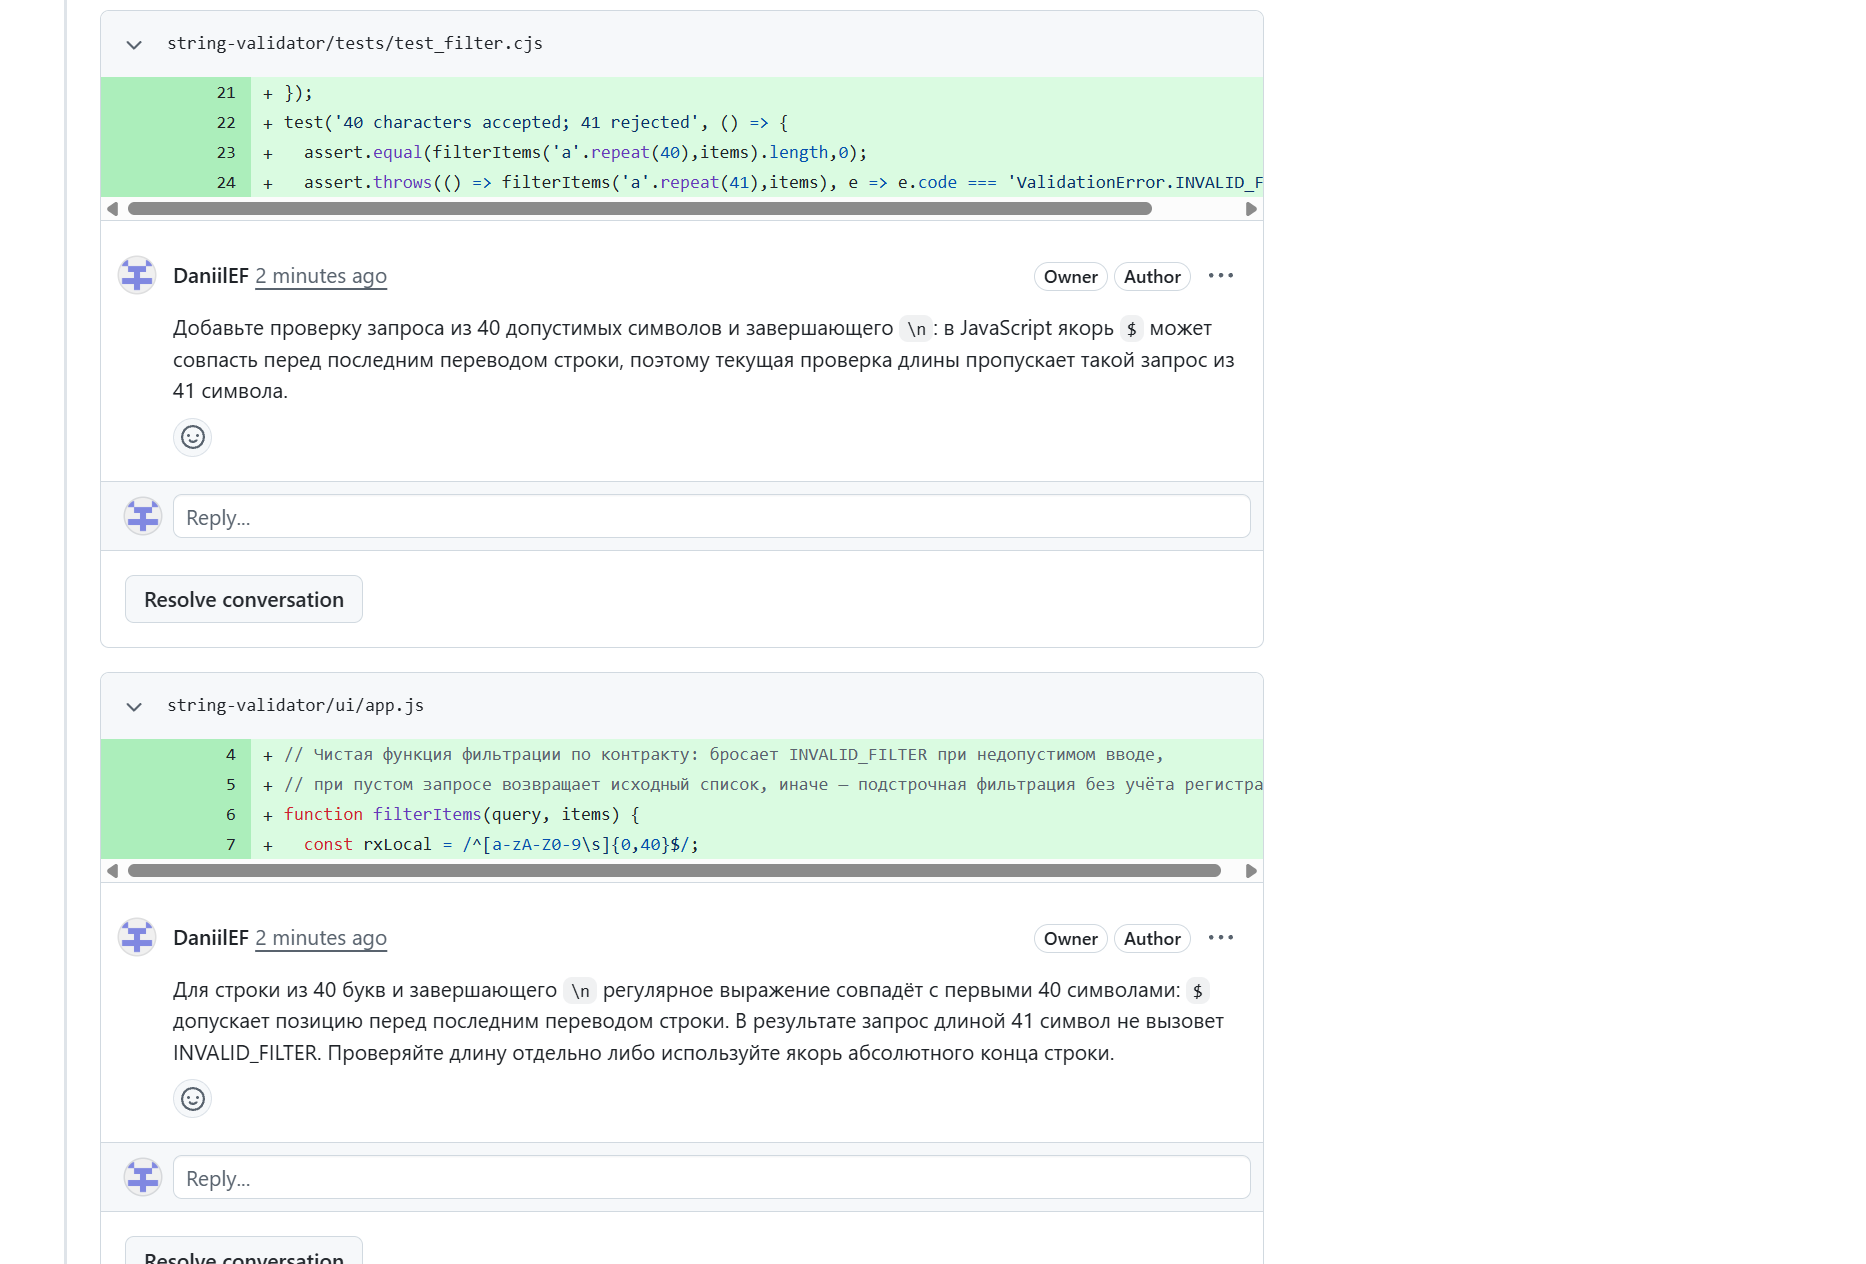 string-validator/tests/test_filter.cjs
21 + });
22 + test('40 characters accepted; 41 rejected', () => {
23 +   assert.equal(filterItems('a'.repeat(40),items).length,0);
24 +   assert.throws(() => filterItems('a'.repeat(41),items), e => e.code === 'ValidationError.INVALID_F
DaniilEF 2 minutes ago Owner Author ...
Добавьте проверку запроса из 40 допустимых символов и завершающего \n: в JavaScript якорь $ может
совпасть перед последним переводом строки, поэтому текущая проверка длины пропускает такой запрос из
41 символа.
Reply...
Resolve conversation
string-validator/ui/app.js
4 + // Чистая функция фильтрации по контракту: бросает INVALID_FILTER при недопустимом вводе,
5 + // при пустом запросе возвращает исходный список, иначе — подстрочная фильтрация без учёта регистра
6 + function filterItems(query, items) {
7 +   const rxLocal = /^[a-zA-Z0-9\s]{0,40}$/;
DaniilEF 2 minutes ago Owner Author ...
Для строки из 40 букв и завершающего \n регулярное выражение совпадёт с первыми 40 символами: $
допускает позицию перед последним переводом строки. В результате запрос длиной 41 символ не вызовет
INVALID_FILTER. Проверяйте длину отдельно либо используйте якорь абсолютного конца строки.
Reply...
Resolve conversation